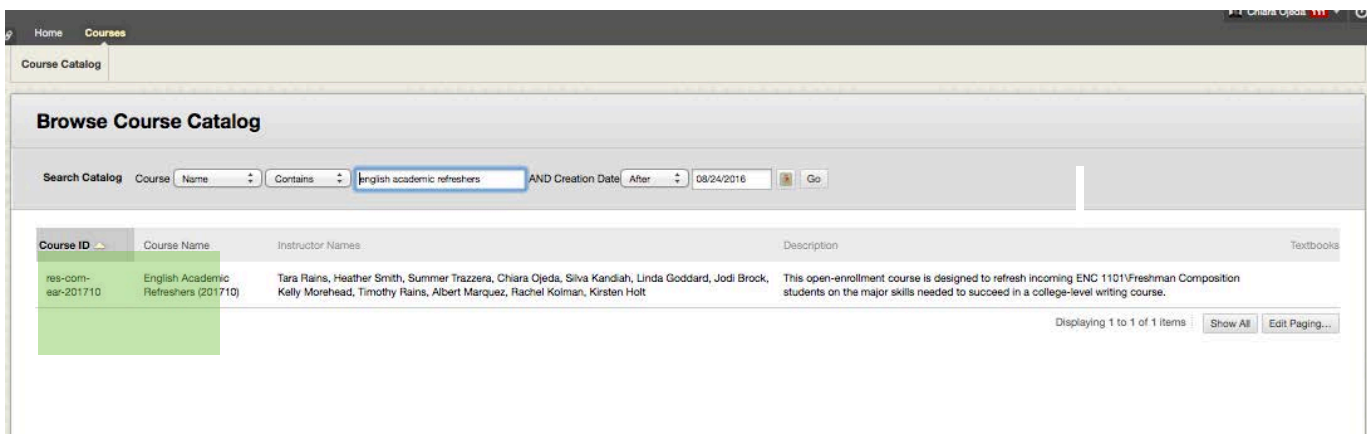 Chiara Ojeda
Home Courses
Course Catalog
Browse Course Catalog
Search Catalog Course Name Contains english academic refreshers AND Creation Date After 08/24/2016 Go
Course ID Course Name Instructor Names Description Textbooks
res-com- English Academic Tara Rains, Heather Smith, Summer Trazzera, Chiara Ojeda, Silva Kandiah, Linda Goddard, Jodi Brock, This open-enrollment course is designed to refresh incoming ENC 1101\Freshman Composition
ear-201710 Refreshers (201710) Kelly Morehead, Timothy Rains, Albert Marquez, Rachel Kolman, Kirsten Holt students on the major skills needed to succeed in a college-level writing course.
Displaying 1 to 1 of 1 items Show All Edit Paging...